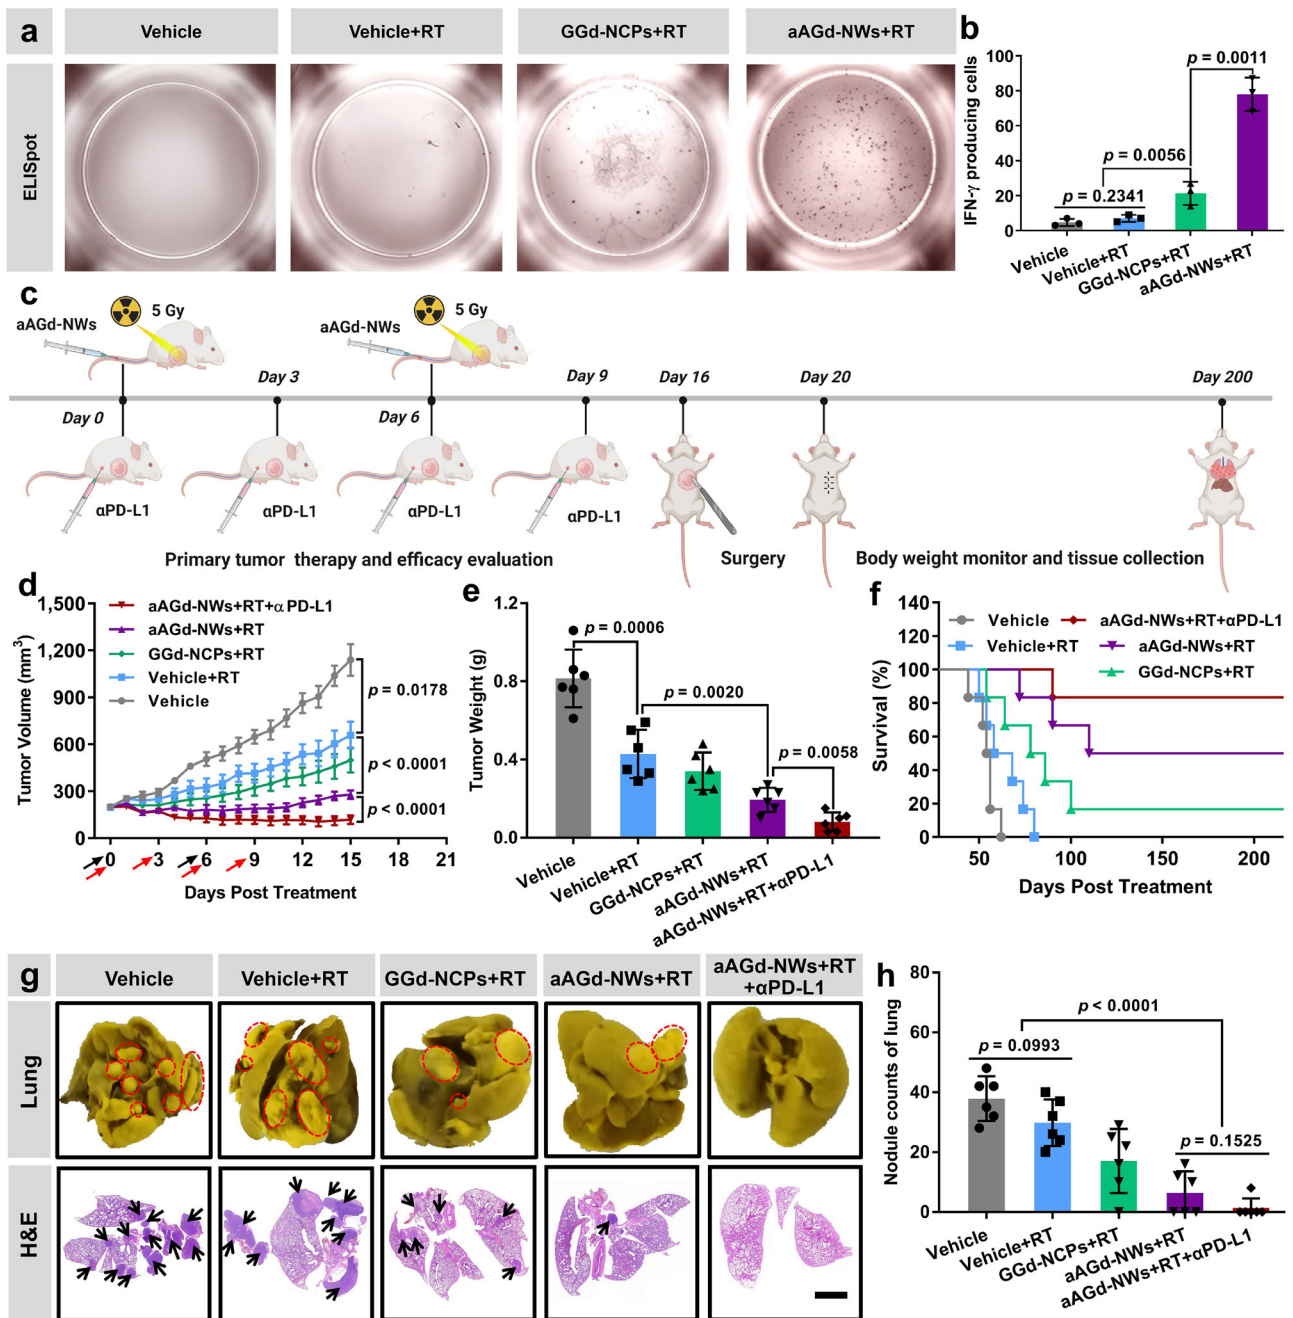 a
Vehicle
Vehicle+RT
GGd-NCPs+RT
aAGd-NWs+RT
ELISpot
b
IFN-γ producing cells
100
80
60
40
20
0
p = 0.0011
p = 0.0056
p = 0.2341
Vehicle
Vehicle+RT
GGd-NCPs+RT
aAGd-NWs+RT
c
aAGd-NWs
5 Gy
aAGd-NWs
5 Gy
Day 0
Day 3
Day 6
Day 9
Day 16
Day 20
Day 200
αPD-L1
αPD-L1
αPD-L1
αPD-L1
Primary tumor therapy and efficacy evaluation
Surgery
Body weight monitor and tissue collection
d
Tumor Volume (mm³)
1,500
1,200
900
600
300
0
aAGd-NWs+RT+αPD-L1
aAGd-NWs+RT
GGd-NCPs+RT
Vehicle+RT
Vehicle
p = 0.0178
p < 0.0001
p < 0.0001
0 3 6 9 12 15 18 21
Days Post Treatment
e
Tumor Weight (g)
1.2
0.8
0.4
0.0
p = 0.0006
p = 0.0020
p = 0.0058
Vehicle
Vehicle+RT
GGd-NCPs+RT
aAGd-NWs+RT
aAGd-NWs+RT+αPD-L1
f
Survival (%)
140
120
100
80
60
40
20
0
Vehicle
aAGd-NWs+RT+αPD-L1
Vehicle+RT
aAGd-NWs+RT
GGd-NCPs+RT
50 100 150 200
Days Post Treatment
g
Vehicle
Vehicle+RT
GGd-NCPs+RT
aAGd-NWs+RT
aAGd-NWs+RT
+αPD-L1
Lung
H&E
h
Nodule counts of lung
80
60
40
20
0
p < 0.0001
p = 0.0993
p = 0.1525
Vehicle
Vehicle+RT
GGd-NCPs+RT
aAGd-NWs+RT
aAGd-NWs+RT+αPD-L1